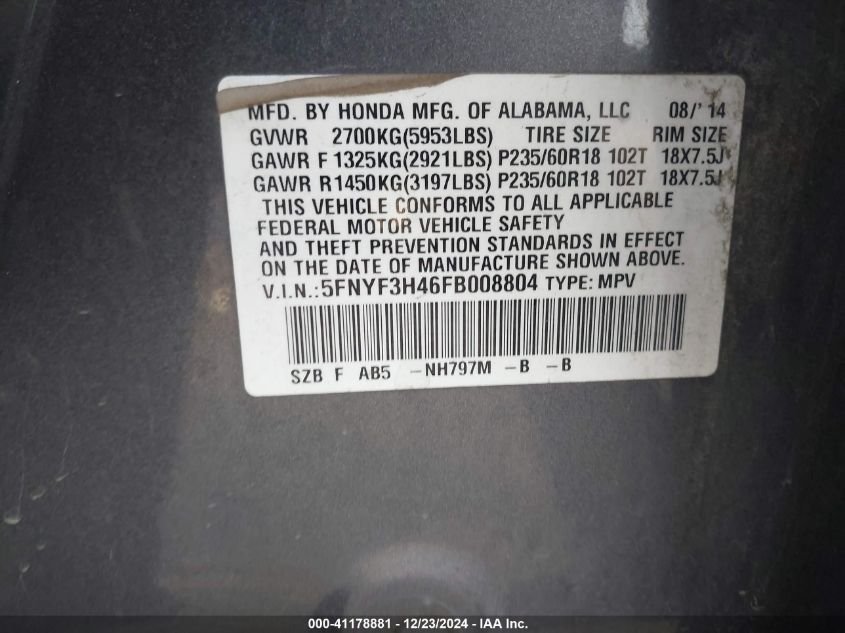 MFD. BY HONDA MFG. OF ALABAMA, LLC 08/'14
GVWR 2700KG(5953LBS) TIRE SIZE RIM SIZE
GAWR F 1325KG(2921LBS) P235/60R18 102T 18X7.5J
GAWR R 1450KG(3197LBS) P235/60R18 102T 18X7.5J
THIS VEHICLE CONFORMS TO ALL APPLICABLE
FEDERAL MOTOR VEHICLE SAFETY
AND THEFT PREVENTION STANDARDS IN EFFECT
ON THE DATE OF MANUFACTURE SHOWN ABOVE.
V.I.N.:5FNYF3H46FB008804 TYPE: MPV
SZB F AB5 -NH797M -B -B
000-41178881 - 12/23/2024 - IAA Inc.